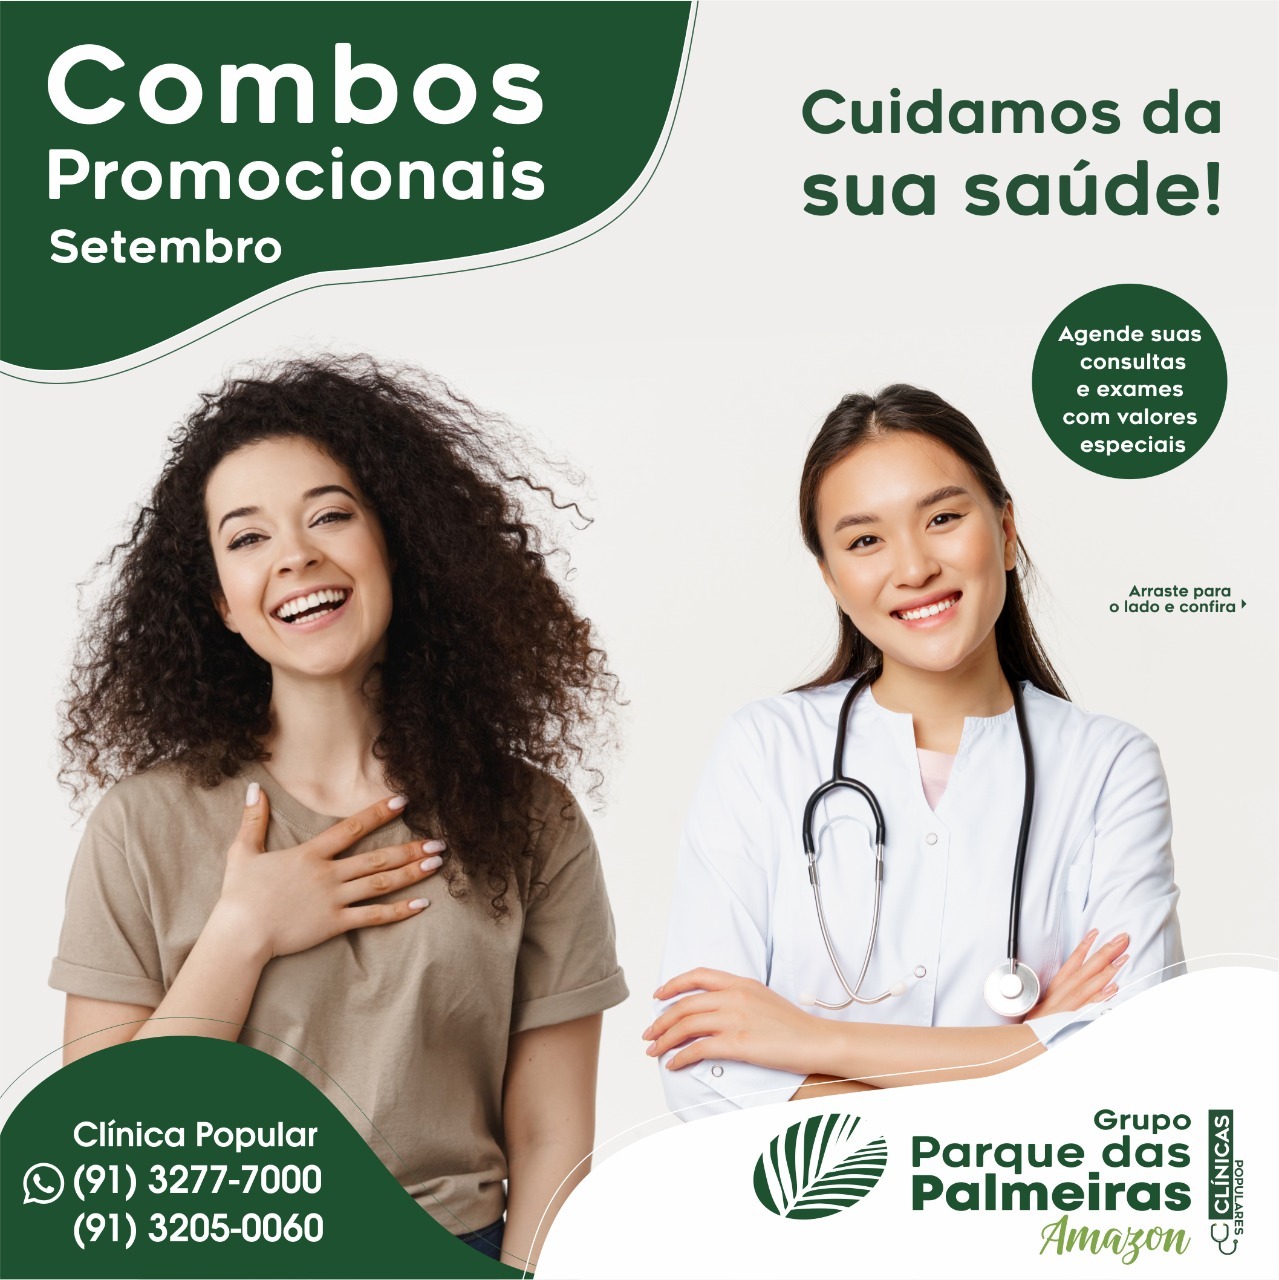 Combos
Promocionais
Setembro
Cuidamos da
sua saúde!
Agende suas
consultas
e exames
com valores
especiais
Arraste para
o lado e confira
Clínica Popular
(91) 3277-7000
(91) 3205-0060
Grupo
Parque das
Palmeiras
Amazon
CLÍNICAS
POPULARES